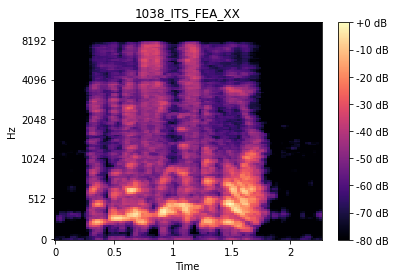 1038_ITS_FEA_XX
Hz
8192
4096
2048
1024
512
0
0
0.5
1
1.5
2
Time
+0 dB
-10 dB
-20 dB
-30 dB
-40 dB
-50 dB
-60 dB
-70 dB
-80 dB